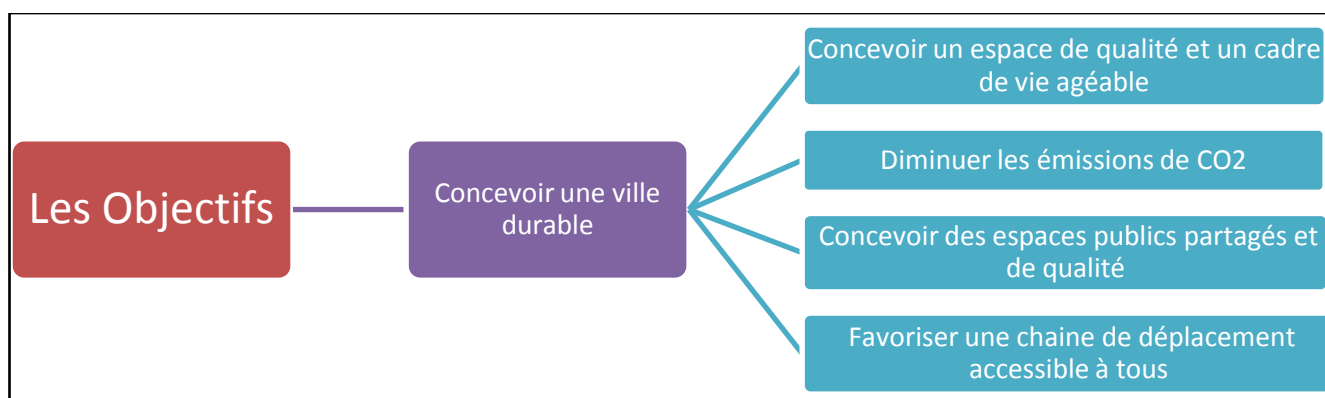 Les Objectifs
Concevoir une ville
durable
Concevoir un espace de qualité et un cadre
de vie agéable
Diminuer les émissions de CO2
Concevoir des espaces publics partagés et
de qualité
Favoriser une chaine de déplacement
accessible à tous